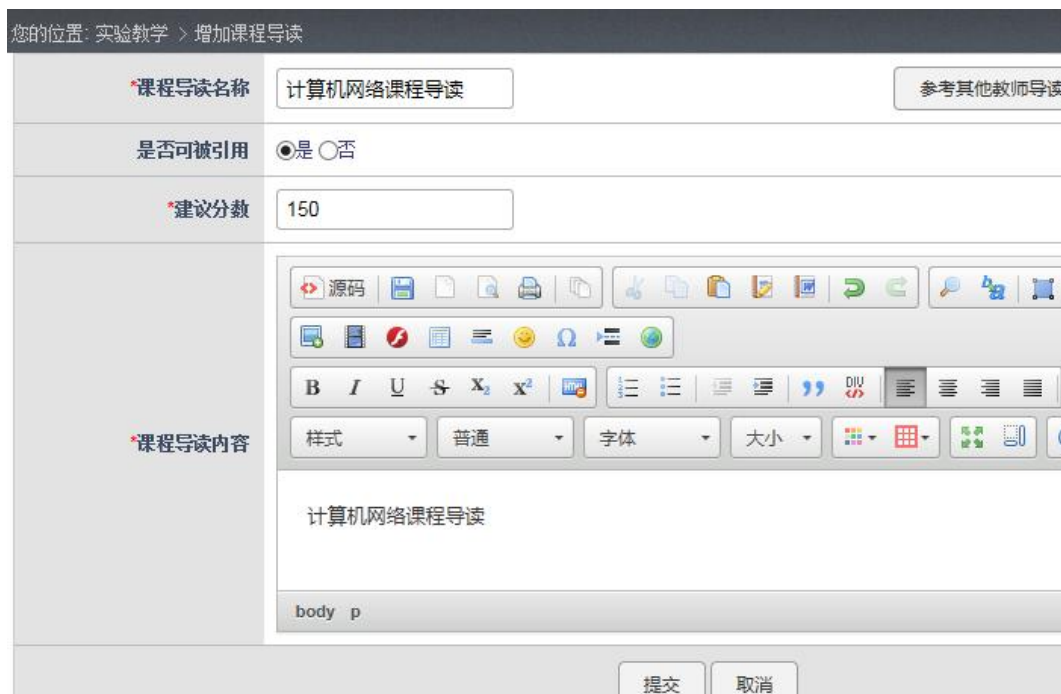 您的位置: 实验教学 > 增加课程导读
*课程导读名称 计算机网络课程导读 参考其他教师导读
是否可被引用 是 否
*建议分数 150
源码
B I U S X₂ x² DIV
样式 普通 字体 大小
*课程导读内容
计算机网络课程导读
body p
提交 取消